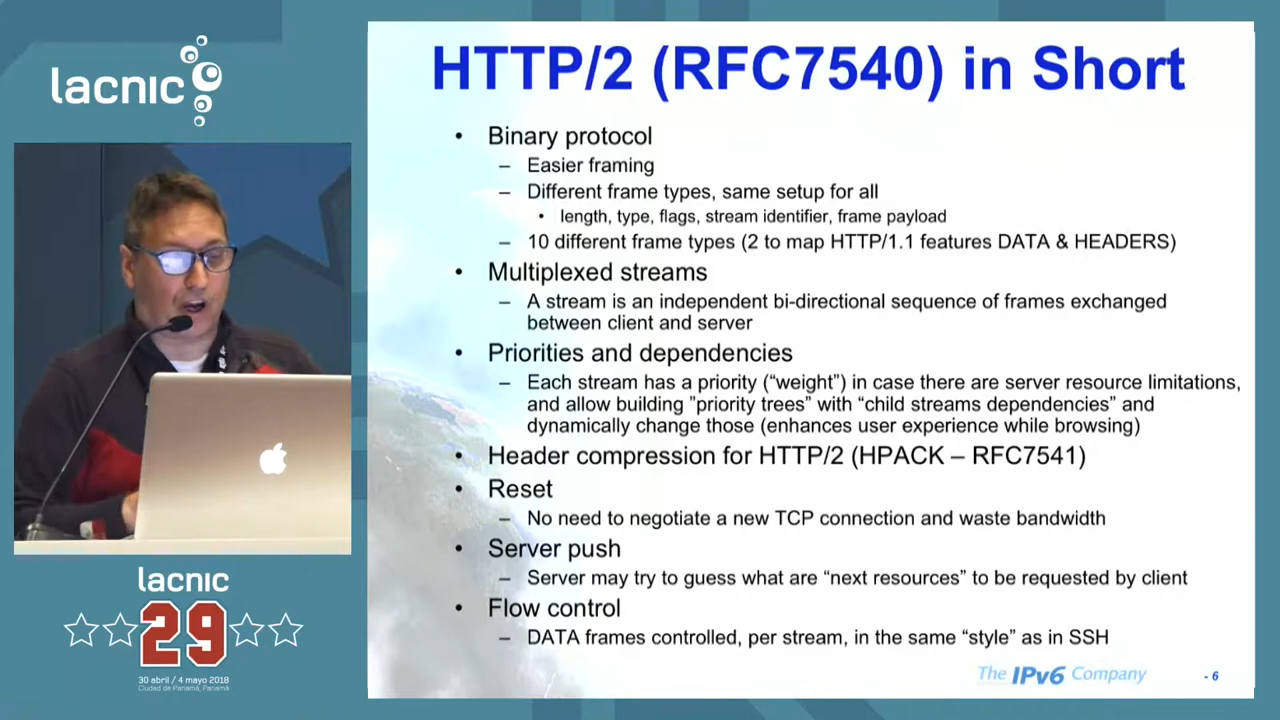 lacnic
HTTP/2 (RFC7540) in Short
• Binary protocol
– Easier framing
– Different frame types, same setup for all
• length, type, flags, stream identifier, frame payload
– 10 different frame types (2 to map HTTP/1.1 features DATA & HEADERS)
• Multiplexed streams
– A stream is an independent bi-directional sequence of frames exchanged
between client and server
• Priorities and dependencies
– Each stream has a priority (“weight”) in case there are server resource limitations,
and allow building ”priority trees” with “child streams dependencies” and
dynamically change those (enhances user experience while browsing)
• Header compression for HTTP/2 (HPACK – RFC7541)
• Reset
– No need to negotiate a new TCP connection and waste bandwidth
• Server push
– Server may try to guess what are “next resources” to be requested by client
• Flow control
– DATA frames controlled, per stream, in the same “style” as in SSH
The IPv6 Company
- 6
lacnic
29
30 abril / 4 mayo 2018
Ciudad de Panamá, Panamá